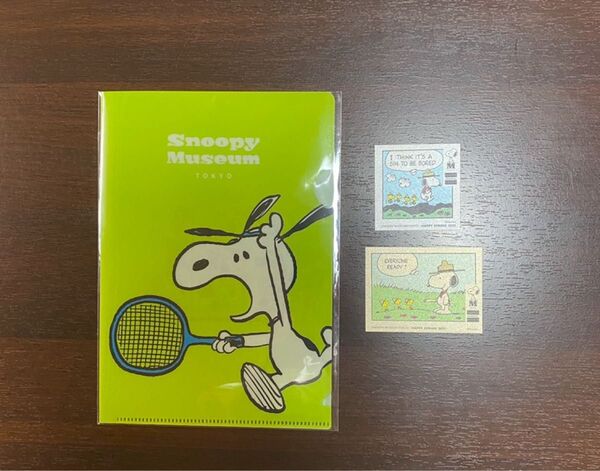 Snoopy
Museum
TOKYO
I THINK IT'S A
SIN TO BE BORED
M
EVERYONE
READY?
M